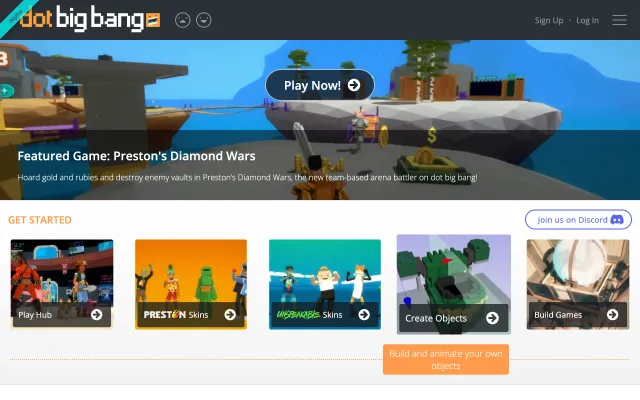 Alpha
dot big bang
Sign Up · Log In
Play Now!
Featured Game: Preston's Diamond Wars
Hoard gold and rubies and destroy enemy vaults in Preston's Diamond Wars, the new team-based arena battler on dot big bang!
GET STARTED
Join us on Discord
Play Hub
PRESTON Skins
UNSPEAKABLE Skins
Create Objects
Build Games
Build and animate your own
objects